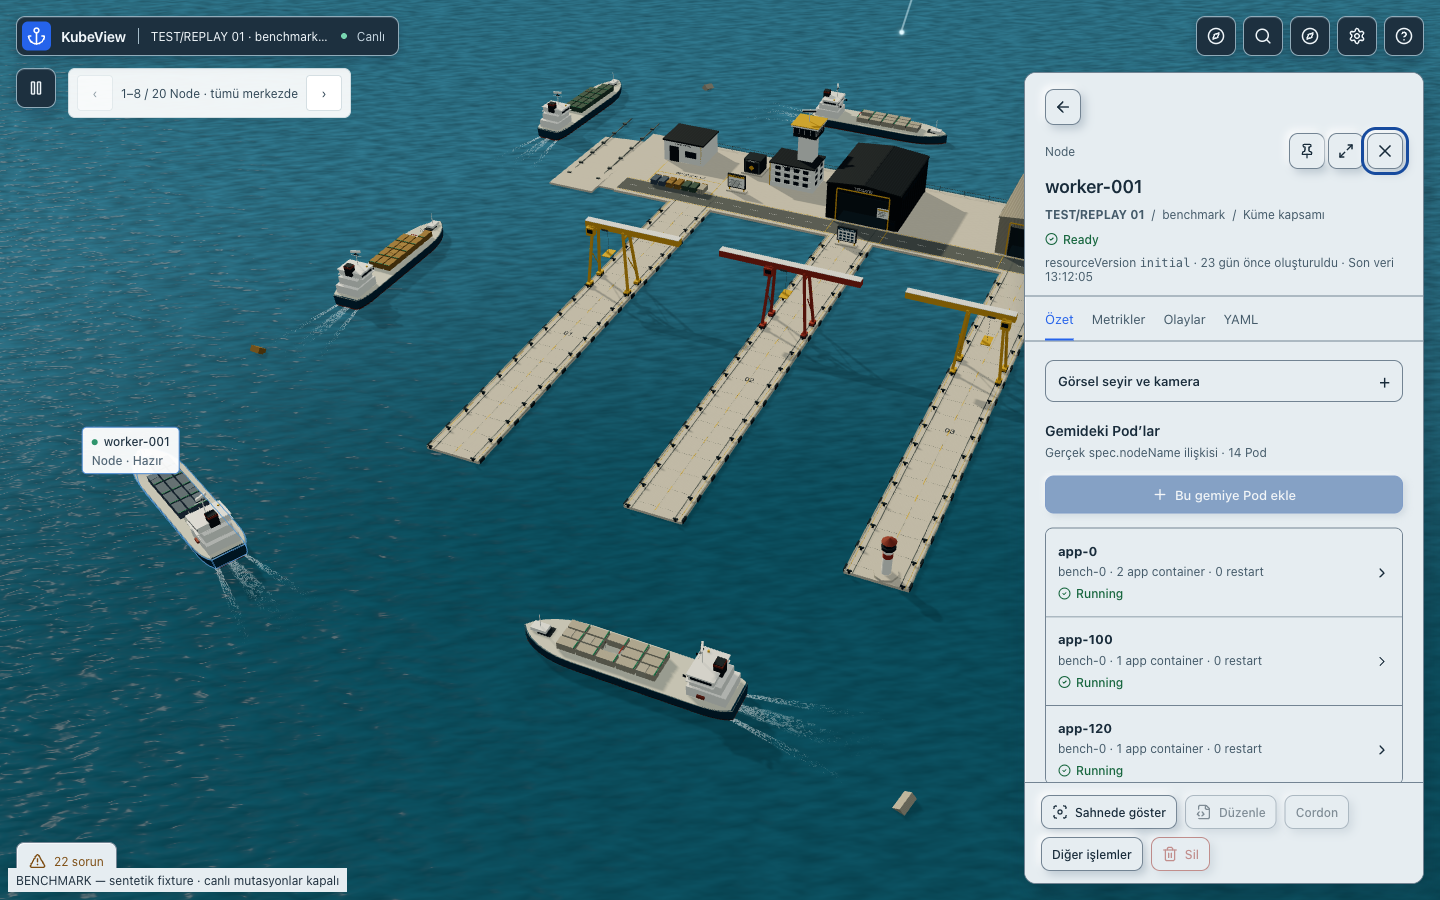 KubeView
TEST/REPLAY 01 · benchmark...
Canlı
‹
1–8 / 20 Node · tümü merkezde
›
worker-001
Node · Hazır
01
02
03
22 sorun
BENCHMARK — sentetik fixture · canlı mutasyonlar kapalı
Node
worker-001
TEST/REPLAY 01 / benchmark / Küme kapsamı
Ready
resourceVersion initial · 23 gün önce oluşturuldu · Son veri
13:12:05
Özet Metrikler Olaylar YAML
Görsel seyir ve kamera +
Gemideki Pod’lar
Gerçek spec.nodeName ilişkisi · 14 Pod
+ Bu gemiye Pod ekle
app-0
bench-0 · 2 app container · 0 restart
Running
app-100
bench-0 · 1 app container · 0 restart
Running
app-120
bench-0 · 1 app container · 0 restart
Running
Sahnede göster Düzenle Cordon
Diğer işlemler Sil